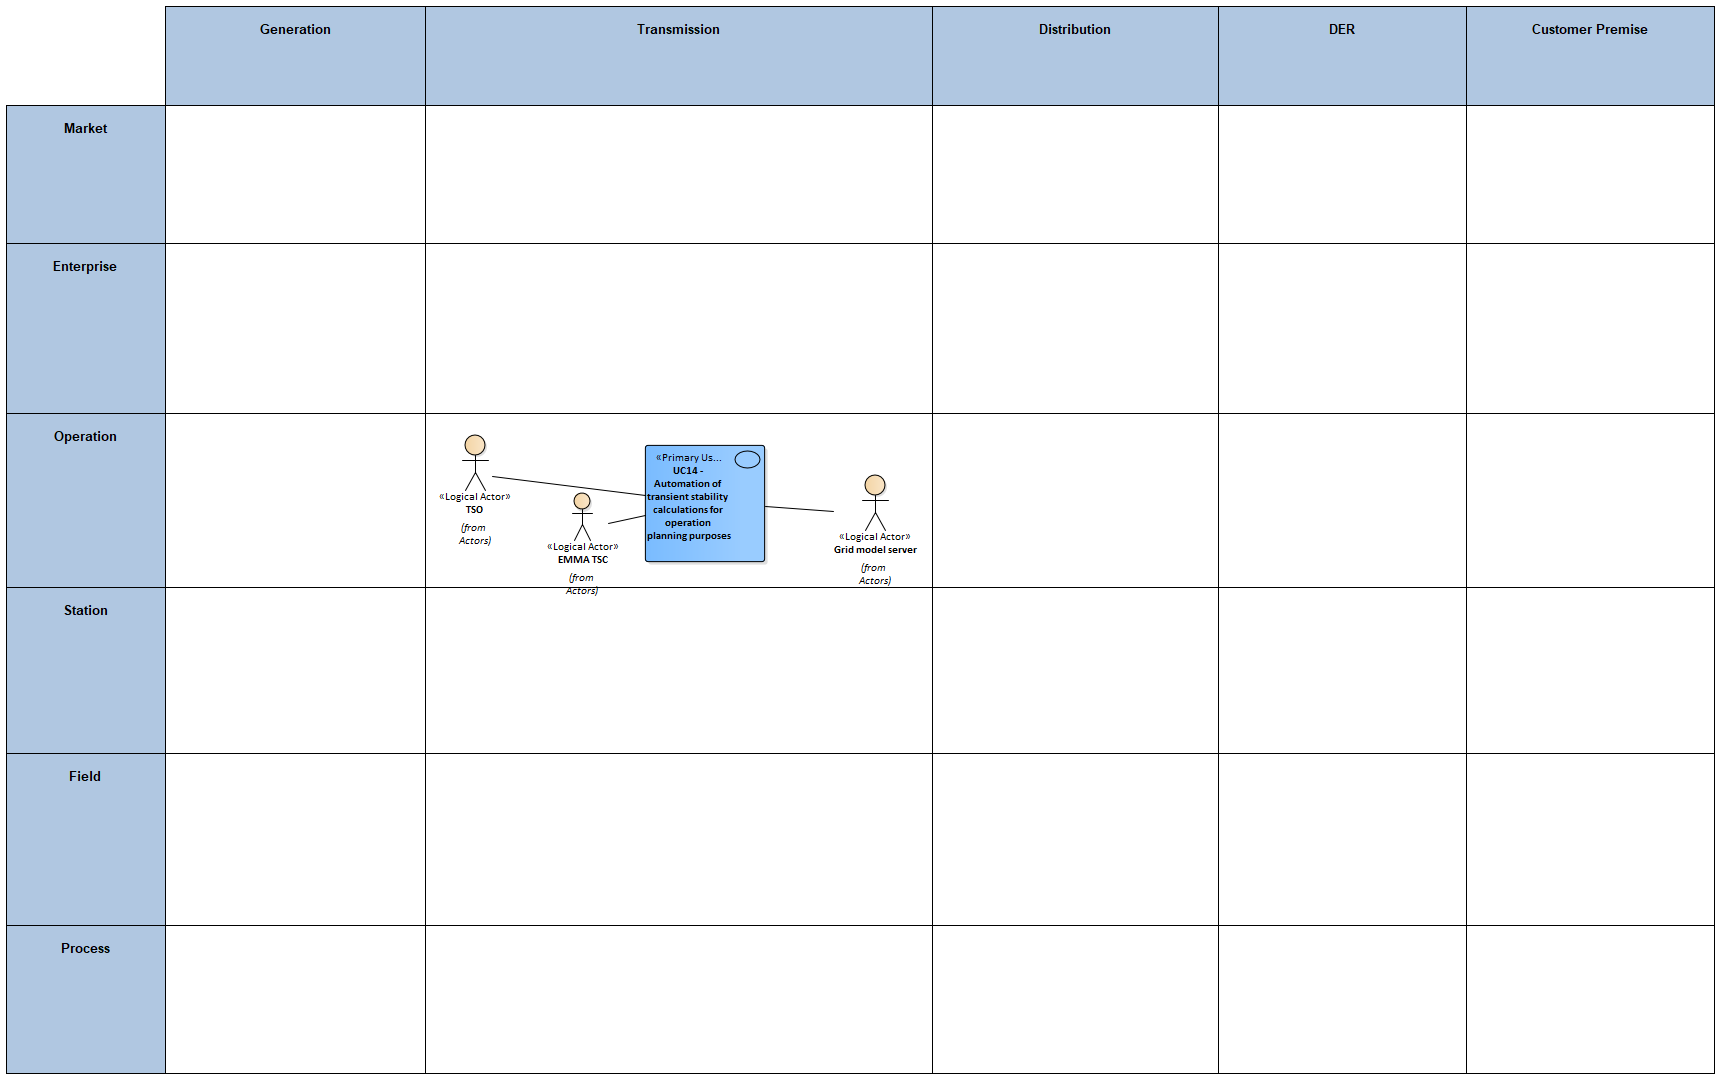 Generation
Transmission
Distribution
DER
Customer Premise
Market
Enterprise
Operation
«Logical Actor»
TSO
(from
Actors)
«Logical Actor»
EMMA TSC
(from
Actors)
«Primary Us...
UC14 -
Automation of
transient stability
calculations for
operation
planning purposes
«Logical Actor»
Grid model server
(from
Actors)
Station
Field
Process